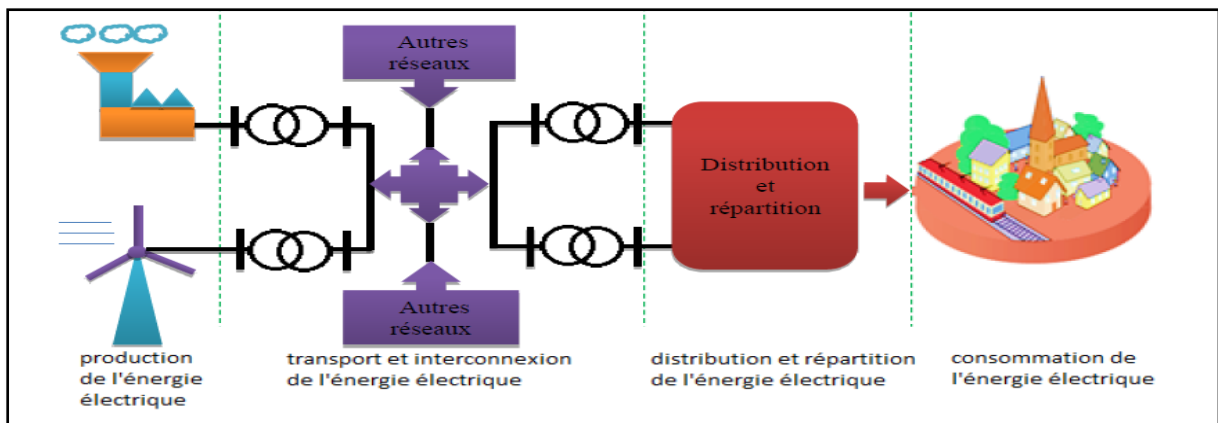 Autres
réseaux
Distribution
et
répartition
Autres
réseaux
production
de l'énergie
électrique
transport et interconnexion
de l'énergie électrique
distribution et répartition
de l'énergie électrique
consommation de
l'énergie électrique